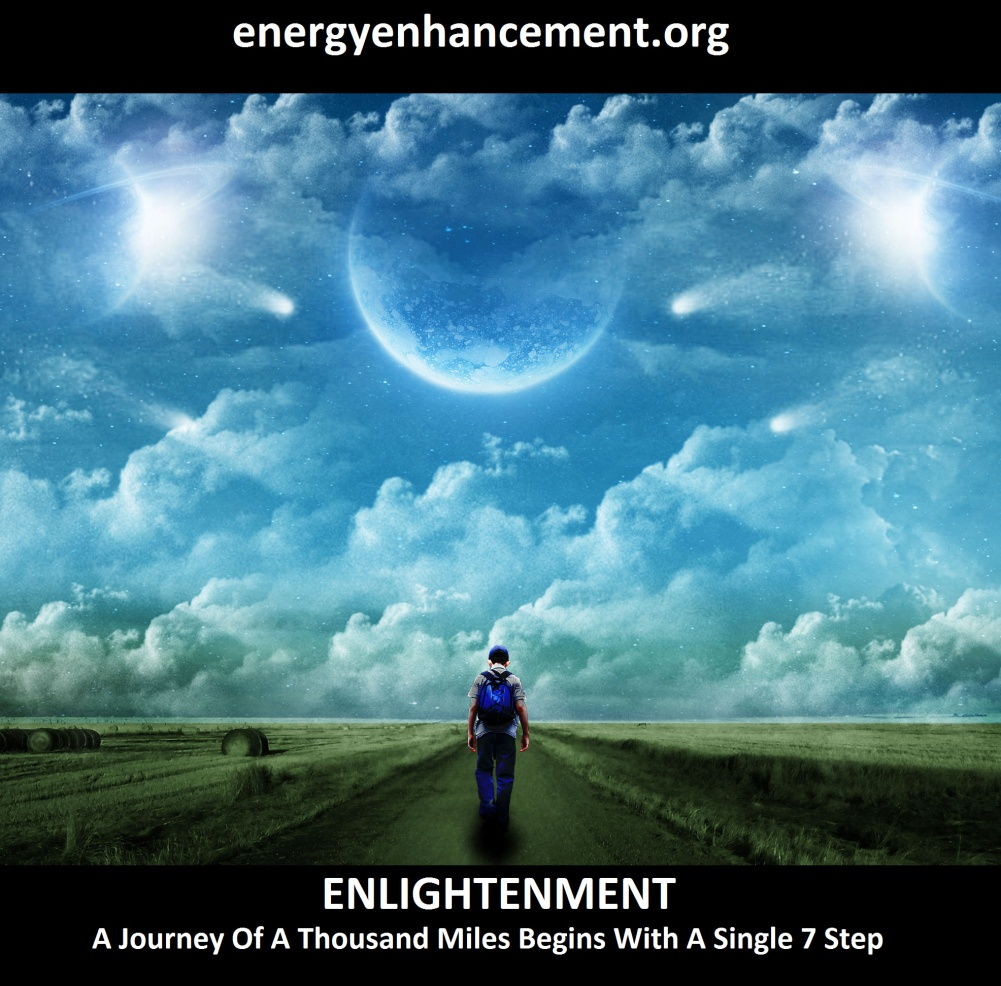 energyenhancement.org
ENLIGHTENMENT
A Journey Of A Thousand Miles Begins With A Single 7 Step